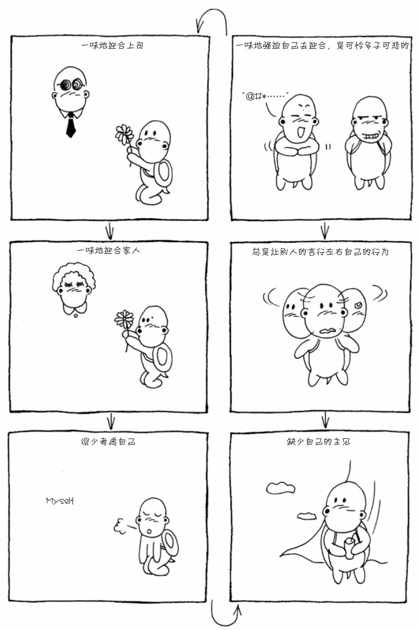 一味地迎合上司
一味地迎合家人
很少考虑自己
Myself
一味地强迫自己去迎合，是可怜多于可悲的
总是让别人的言行左右自己的行为
缺少自己的主见